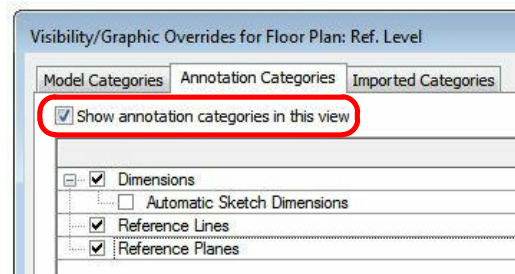 Visibility/Graphic Overrides for Floor Plan: Ref. Level
Model Categories Annotation Categories Imported Categories
Show annotation categories in this view
Dimensions
Automatic Sketch Dimensions
Reference Lines
Reference Planes